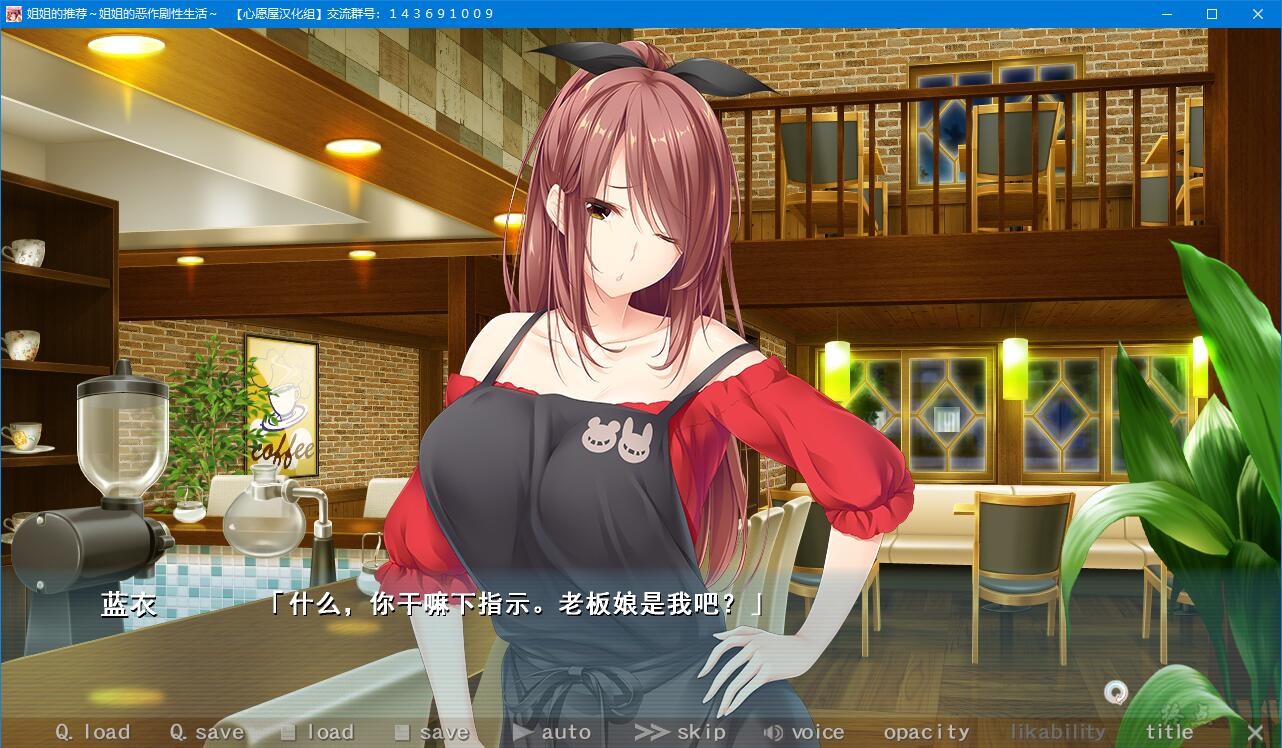 姐姐的推荐～姐姐的恶作剧性生活～ 【心愿屋汉化组】交流群号：143691009
coffee
蓝衣 「什么，你干嘛下指示。老板娘是我吧？」
Q. load Q. save load save auto skip voice opacity likability title